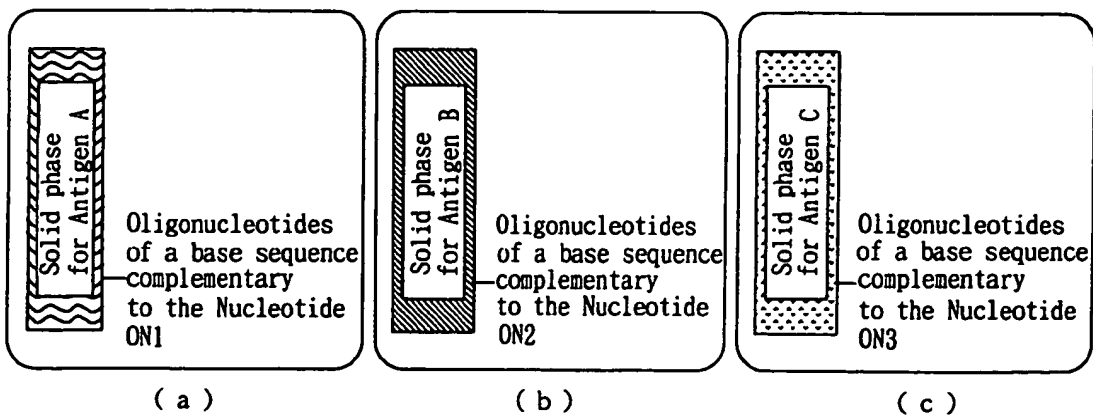 Solid phase
for Antigen A
Oligonucleotides
of a base sequence
complementary
to the Nucleotide
ON1
( a )
Solid phase
for Antigen B
Oligonucleotides
of a base sequence
complementary
to the Nucleotide
ON2
( b )
Solid phase
for Antigen C
Oligonucleotides
of a base sequence
complementary
to the Nucleotide
ON3
( c )